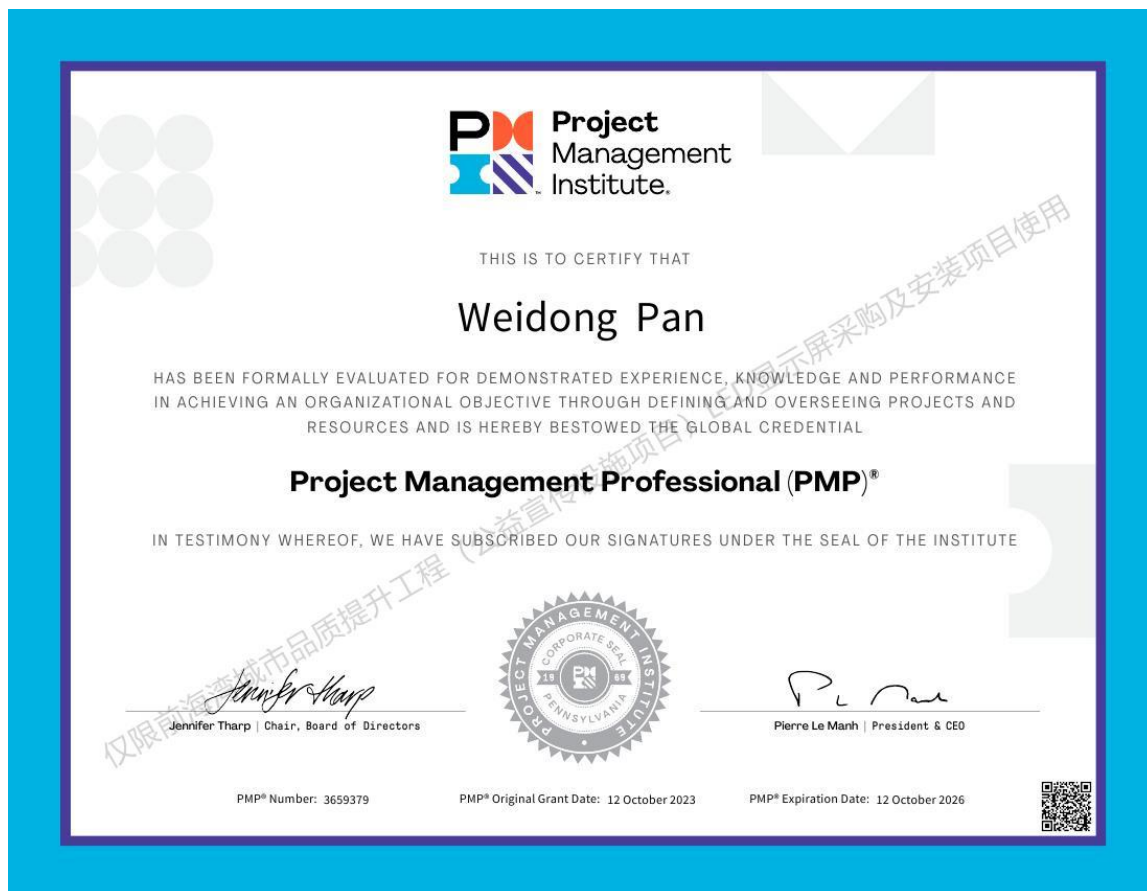 Project
Management
Institute.
THIS IS TO CERTIFY THAT
Weidong Pan
HAS BEEN FORMALLY EVALUATED FOR DEMONSTRATED EXPERIENCE, KNOWLEDGE AND PERFORMANCE
IN ACHIEVING AN ORGANIZATIONAL OBJECTIVE THROUGH DEFINING AND OVERSEEING PROJECTS AND
RESOURCES AND IS HEREBY BESTOWED THE GLOBAL CREDENTIAL
Project Management Professional (PMP)®
IN TESTIMONY WHEREOF, WE HAVE SUBSCRIBED OUR SIGNATURES UNDER THE SEAL OF THE INSTITUTE
仅限前海湾城市品质提升工程（公益宣传设施项目）LED显示屏采购及安装项目使用
PROJECT MANAGEMENT INSTITUTE
CORPORATE SEAL
19 69
PENNSYLVANIA
Jennifer Tharp
Jennifer Tharp | Chair, Board of Directors
Pierre Le Manh | President & CEO
PMP® Number: 3659379
PMP® Original Grant Date: 12 October 2023
PMP® Expiration Date: 12 October 2026